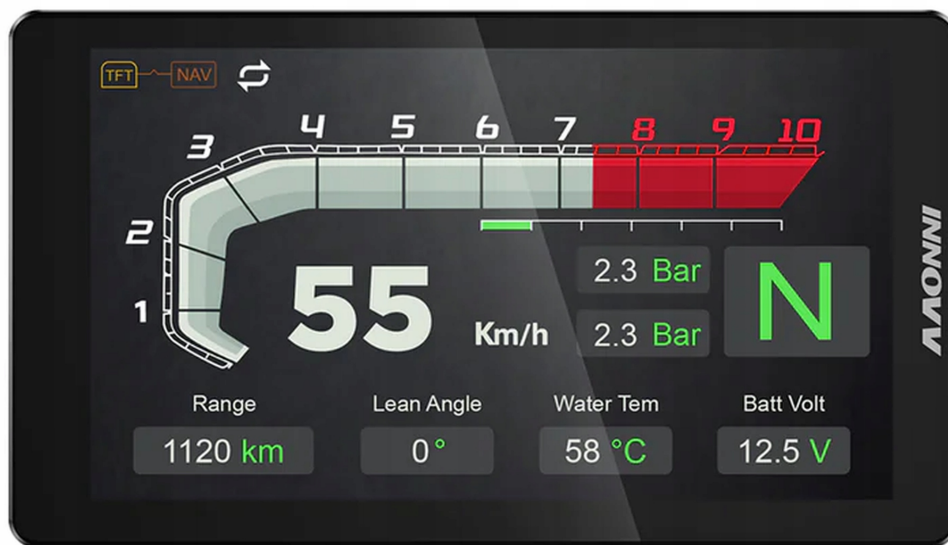 TFT NAV
1 2 3 4 5 6 7 8 9 10
55 Km/h
2.3 Bar
2.3 Bar
N
INNOVV
Range Lean Angle Water Tem Batt Volt
1120 km 0° 58 °C 12.5 V